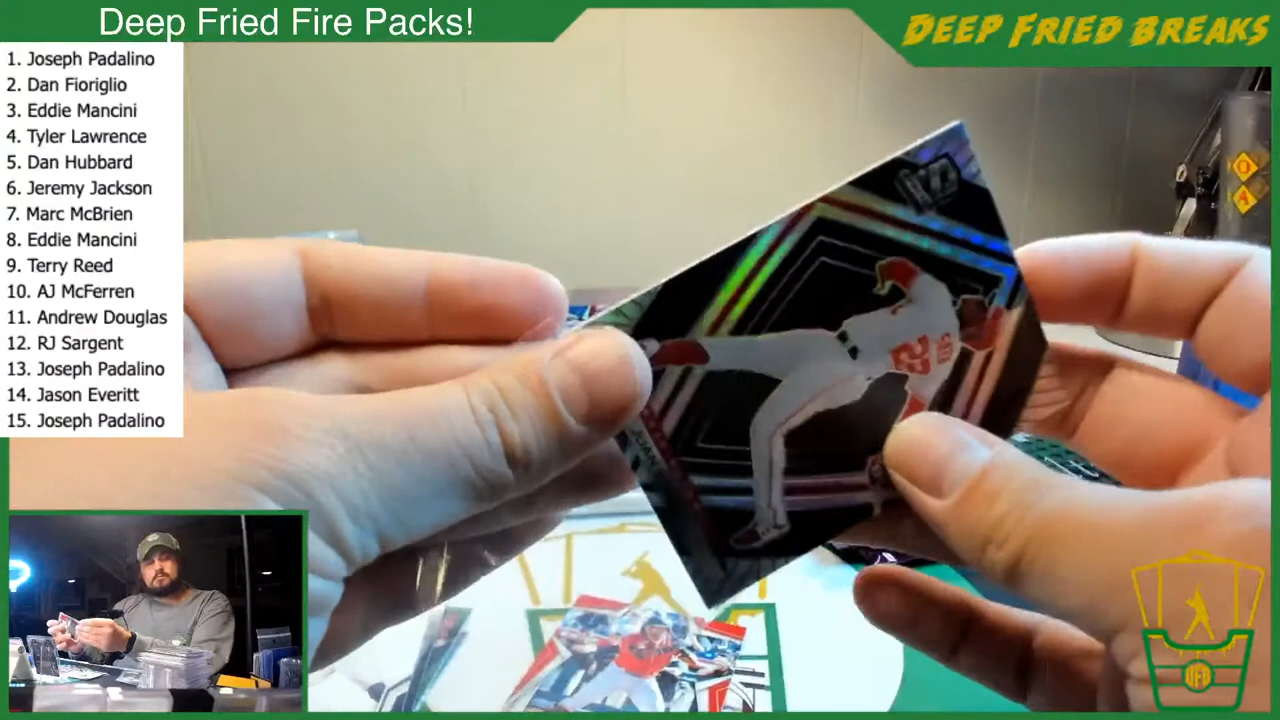 Deep Fried Fire Packs!
DEEP FRIED BREAKS
1. Joseph Padalino
2. Dan Fioriglio
3. Eddie Mancini
4. Tyler Lawrence
5. Dan Hubbard
6. Jeremy Jackson
7. Marc McBrien
8. Eddie Mancini
9. Terry Reed
10. AJ McFerren
11. Andrew Douglas
12. RJ Sargent
13. Joseph Padalino
14. Jason Everitt
15. Joseph Padalino
22
DFB